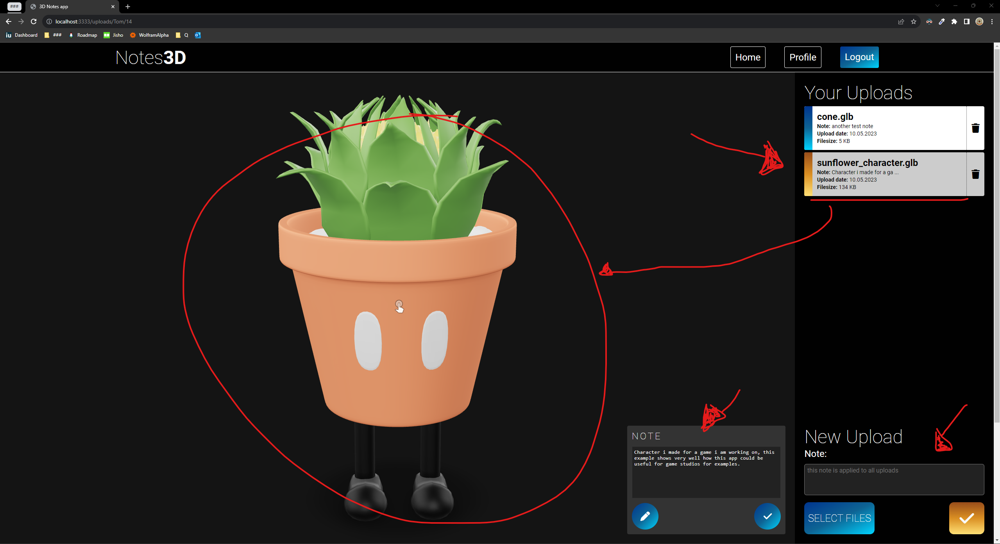 ###
3D Notes app
localhost:3333/uploads/Tom/14
iu Dashboard ### Roadmap Jisho WolframAlpha Q
Notes3D
Home Profile Logout
Your Uploads
cone.glb
Note: another test note
Upload date: 10.05.2023
Filesize: 5 KB
sunflower_character.glb
Note: Character i made for a ga ...
Upload date: 10.05.2023
Filesize: 134 KB
NOTE
Character i made for a game i am working on, this
example shows very well how this app could be
useful for game studios for examples.
New Upload
Note:
this note is applied to all uploads
SELECT FILES